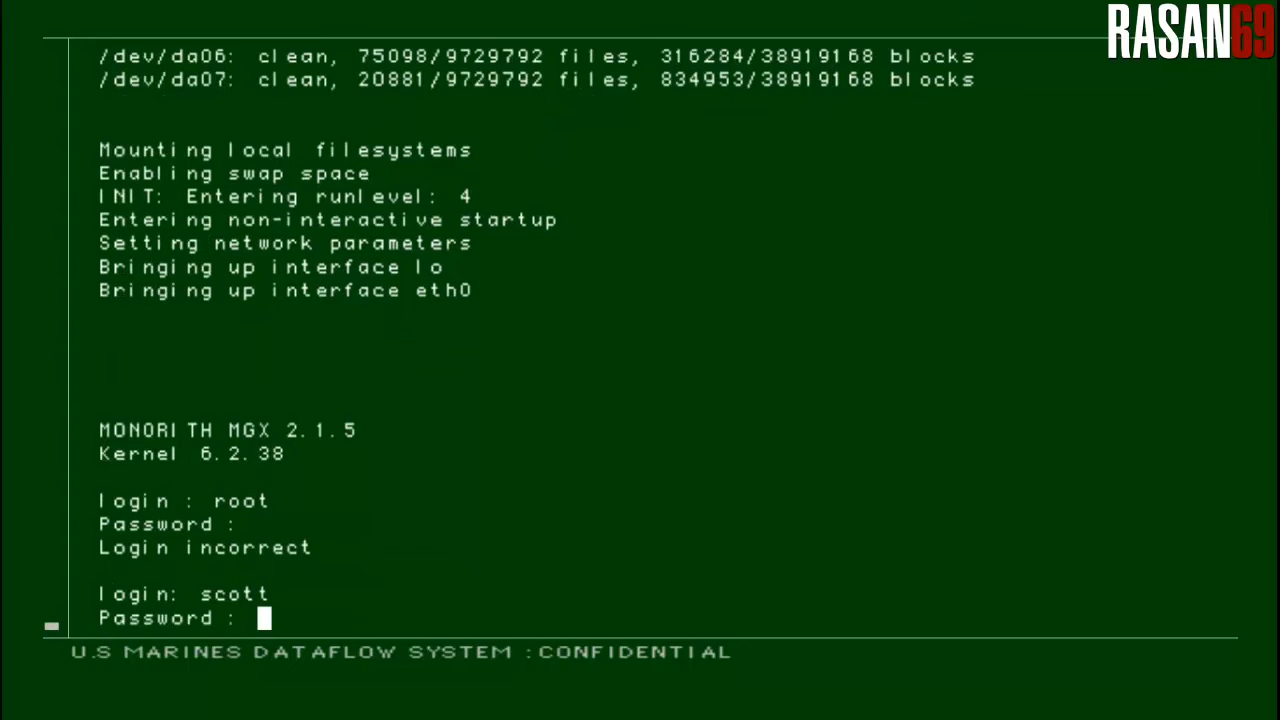 RASAN69
/dev/da06: clean, 75098/9729792 files, 316284/38919168 blocks
/dev/da07: clean, 20881/9729792 files, 834953/38919168 blocks
Mounting local filesystems
Enabling swap space
INIT: Entering runlevel: 4
Entering non-interactive startup
Setting network parameters
Bringing up interface lo
Bringing up interface eth0
MONORITH MGX 2.1.5
Kernel 6.2.38
login : root
Password :
Login incorrect
login: scott
Password :
U.S MARINES DATAFLOW SYSTEM :CONFIDENTIAL